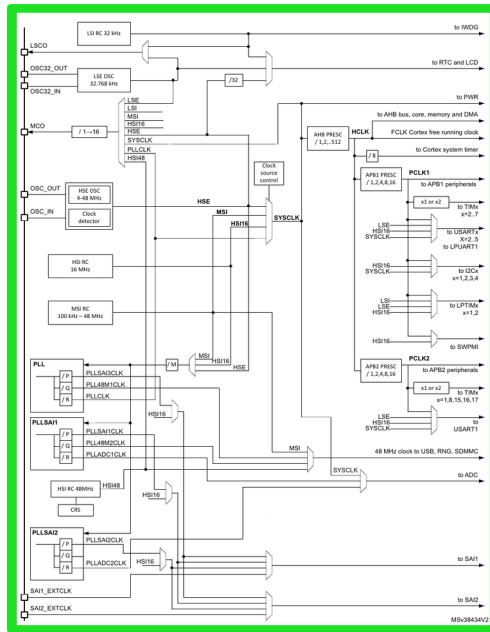 LSI RC 32 kHz
to IWDG
LSCO
OSC32_OUT
LSE OSC
32.768 kHz
OSC32_IN
to RTC and LCD
/32
LSE
LSI
MSI
HSI16
HSE
SYSCLK
PLLCLK
HSI48
MCO
/ 1→16
to PWR
AHB PRESC
/ 1,2,..512
HCLK
to AHB bus, core, memory and DMA
FCLK Cortex free running clock
/ 8
to Cortex system timer
OSC_OUT
HSE OSC
4-48 MHz
OSC_IN
Clock
detector
HSE
Clock
source
control
MSI
HSI16
SYSCLK
APB1 PRESC
/ 1,2,4,8,16
PCLK1
to APB1 peripherals
x1 or x2
to TIMx
x=2..7
LSE
HSI16
SYSCLK
to USARTx
X=2..5
to LPUART1
HSI RC
16 MHz
HSI16
SYSCLK
to I2Cx
x=1,2,3,4
MSI RC
100 kHz – 48 MHz
LSI
LSE
HSI16
to LPTIMx
x=1,2
HSI16
to SWPMI
PLL
/ M
MSI
HSI16
HSE
/ P
PLLSAI3CLK
/ Q
PLL48M1CLK
/ R
PLLCLK
HSI16
APB2 PRESC
/ 1,2,4,8,16
PCLK2
to APB2 peripherals
x1 or x2
to TIMx
x=1,8,15,16,17
LSE
HSI16
SYSCLK
to
USART1
PLLSAI1
/ P
PLLSAI1CLK
/ Q
PLL48M2CLK
/ R
PLLADC1CLK
MSI
48 MHz clock to USB, RNG, SDMMC
SYSCLK
to ADC
HSI RC 48MHz
HSI48
CRS
HSI16
PLLSAI2
/ P
PLLSAI2CLK
/ Q
/ R
PLLADC2CLK
HSI16
to SAI1
SAI1_EXTCLK
to SAI2
SAI2_EXTCLK
MSv38434V2